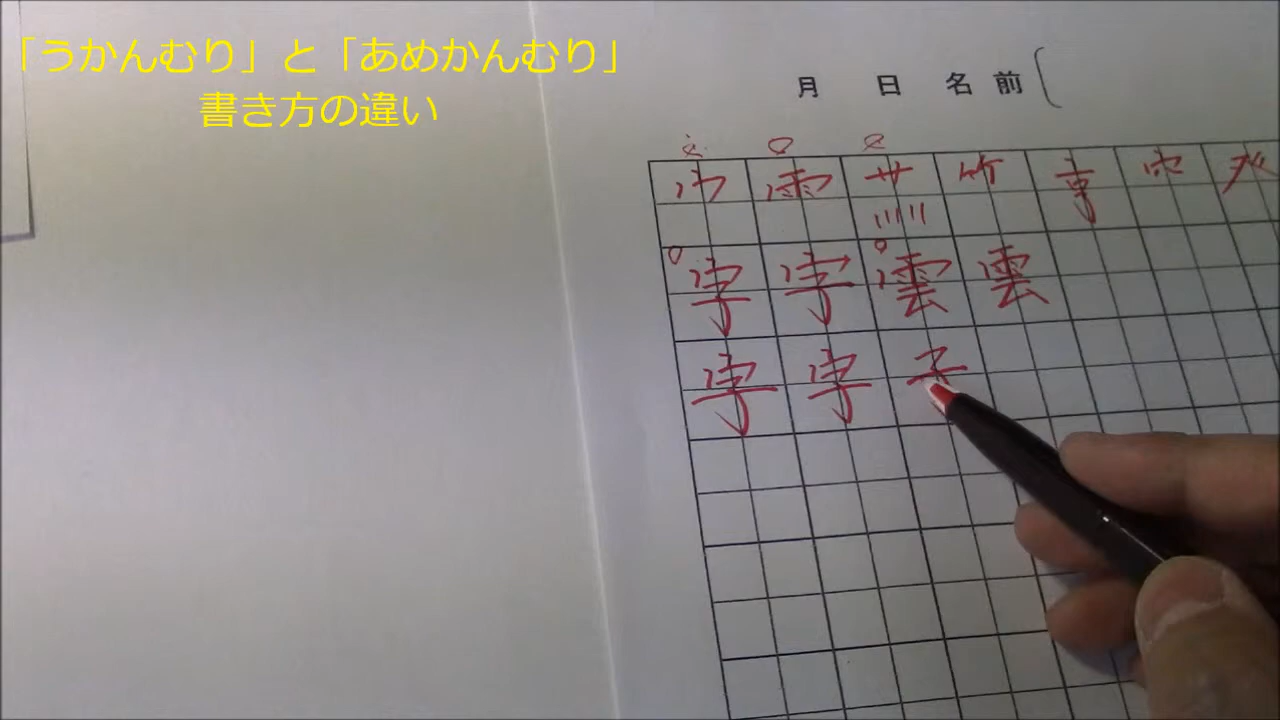 「うかんむり」と「あめかんむり」
書き方の違い
月 日 名 前 (
宀 雨 艹 竹
字 字 雲 雲
字 字 子